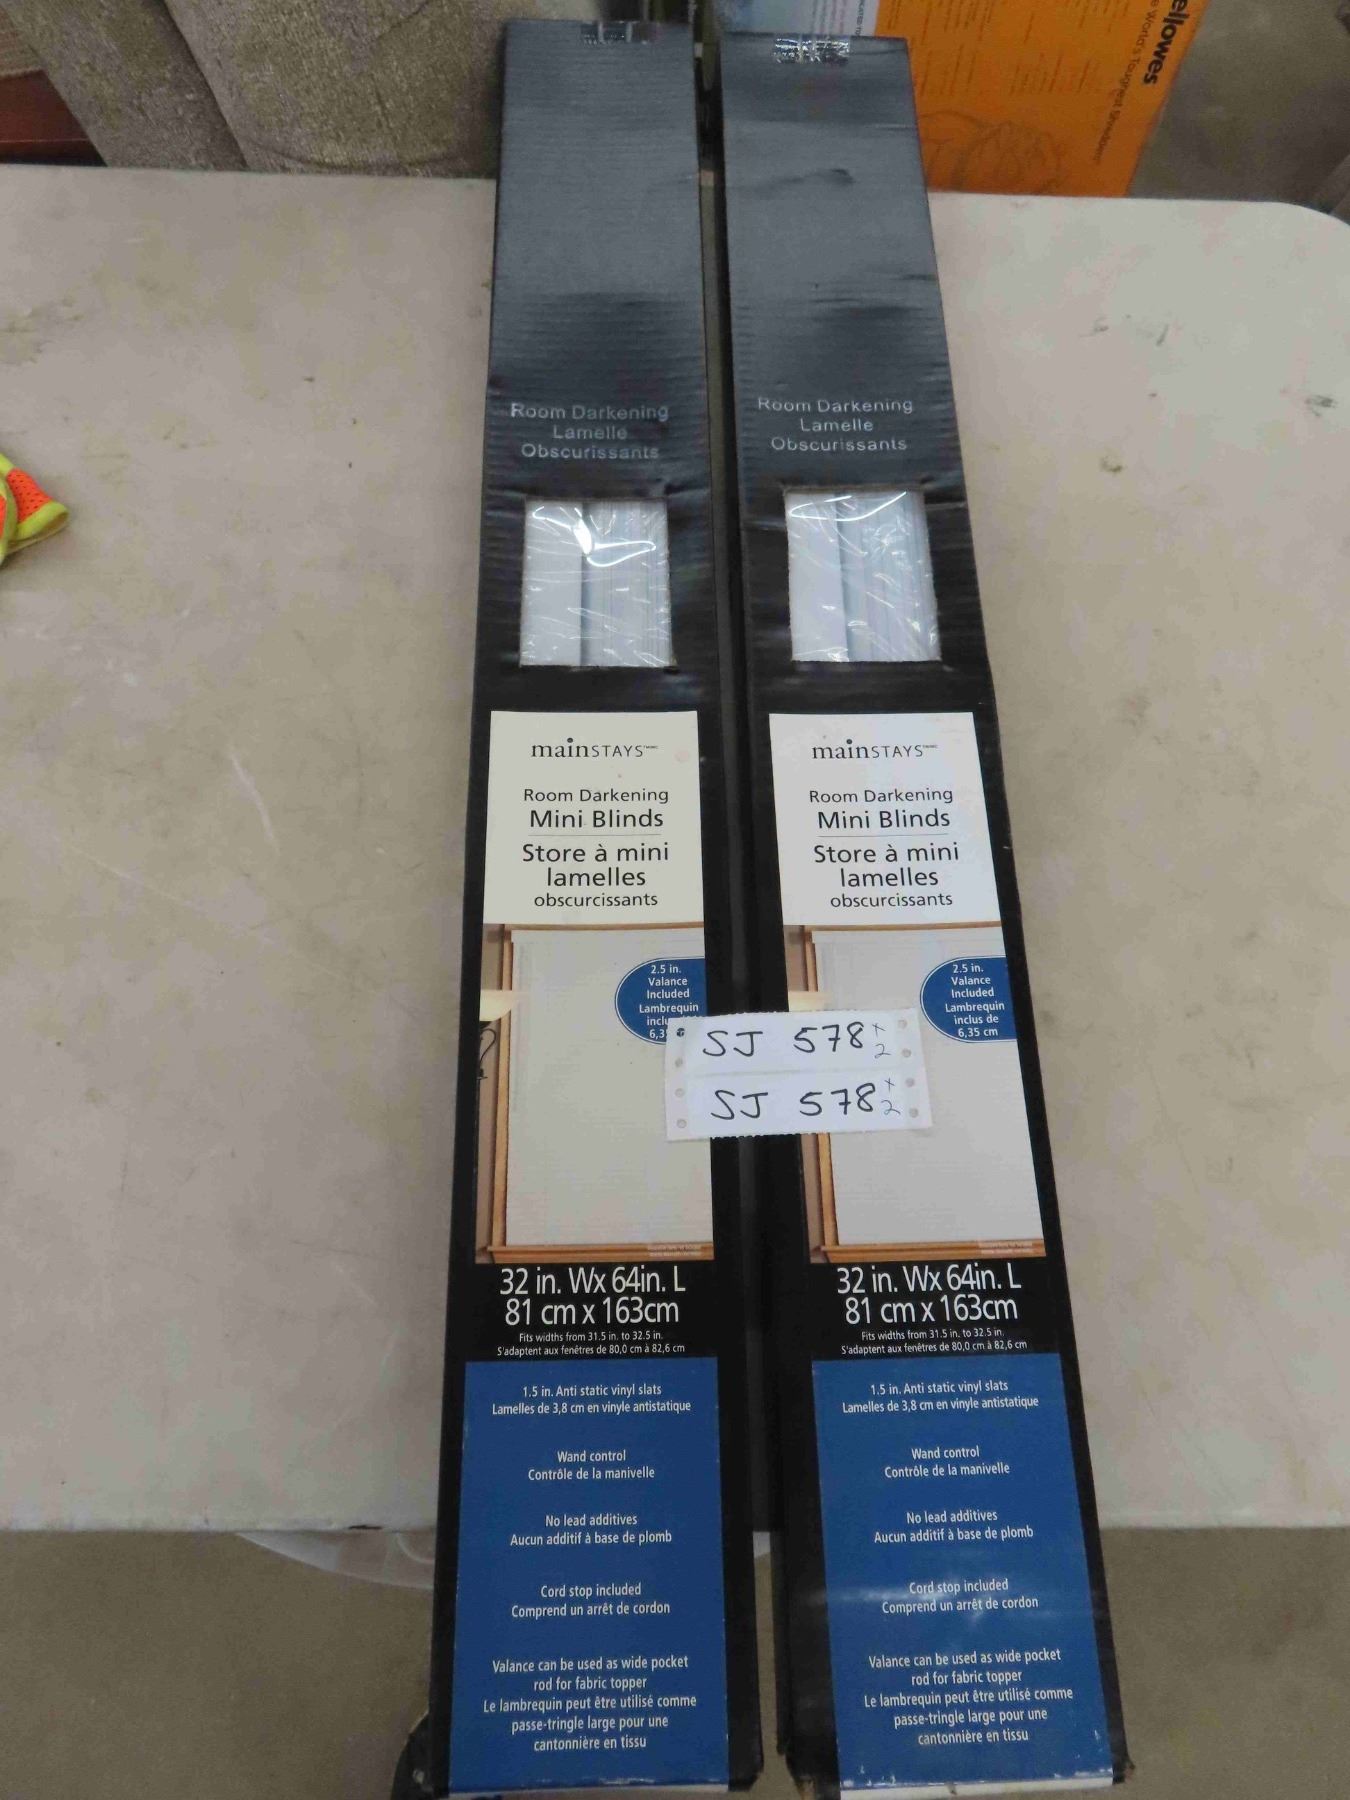 ellowes
e World's Toughest Shredders
Room Darkening
Lamelle
Obscurissants
mainSTAYS
Room Darkening
Mini Blinds
Store à mini
lamelles
obscurcissants
2.5 in.
Valance
Included
Lambrequin
SJ 578 x 2
SJ 578 x 2
32 in. Wx 64in. L
81 cm x 163cm
Fits widths from 31.5 in. to 32.5 in.
S'adaptent aux fenêtres de 80,0 cm à 82,6 cm
1.5 in. Anti static vinyl slats
Lamelles de 3,8 cm en vinyle antistatique
Wand control
Contrôle de la manivelle
No lead additives
Aucun additif à base de plomb
Cord stop included
Comprend un arrêt de cordon
Valance can be used as wide pocket
rod for fabric topper
Le lambrequin peut être utilisé comme
passe-tringle large pour une
cantonnière en tissu
Room Darkening
Lamelle
Obscurissants
mainSTAYS
Room Darkening
Mini Blinds
Store à mini
lamelles
obscurcissants
2.5 in.
Valance
Included
Lambrequin
inclus de
6,35 cm
32 in. Wx 64in. L
81 cm x 163cm
Fits widths from 31.5 in. to 32.5 in.
S'adaptent aux fenêtres de 80,0 cm à 82,6 cm
1.5 in. Anti static vinyl slats
Lamelles de 3,8 cm en vinyle antistatique
Wand control
Contrôle de la manivelle
No lead additives
Aucun additif à base de plomb
Cord stop included
Comprend un arrêt de cordon
Valance can be used as wide pocket
rod for fabric topper
Le lambrequin peut être utilisé comme
passe-tringle large pour une
cantonnière en tissu